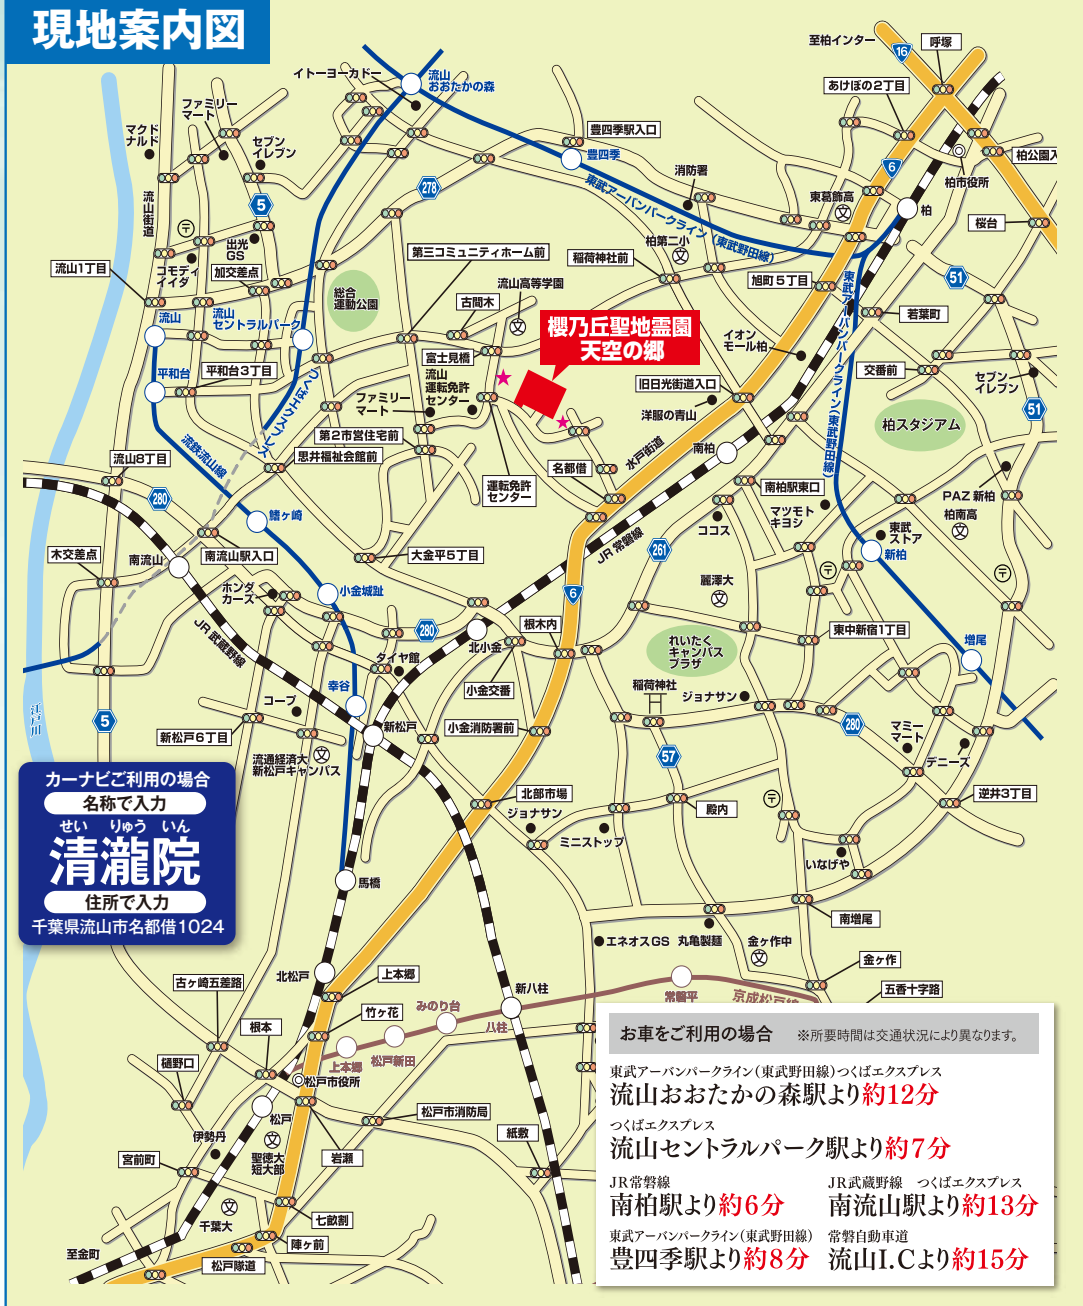 現地案内図
至柏インター
16
呼塚
イトーヨーカドー
流山
おおたかの森
あけぼの2丁目
ファミリー
マート
マクド
ナルド
セブン
イレブン
豊四季駅入口
豊四季
6
柏公園入
消防署
柏市役所
278
東武アーバンパークライン(東武野田線)
東葛飾高
文
柏
5
流山街道
桜台
〒
出光
GS
柏第二小
文
第三コミュニティホーム前
稲荷神社前
流山1丁目
コモディ
イイダ
加交差点
旭町5丁目
51
総合
運動公園
流山高等学園
文
古間木
東武アーバンパークライン(東武野田線)
若葉町
流山
流山
セントラルパーク
櫻乃丘聖地霊園
天空の郷
イオン
モール柏
富士見橋
平和台
平和台3丁目
流山
運転免許
センター
旧日光街道入口
交番前
セブン
イレブン
つくばエクスプレス
ファミリー
マート
洋服の青山
51
柏スタジアム
流鉄流山線
第2市営住宅前
水戸街道
南柏
流山8丁目
思井福祉会館前
名都借
280
運転免許
センター
南柏駅東口
PAZ 新柏
マツモト
キヨシ
柏南高
文
鰭ヶ崎
ココス
東武
ストア
JR 常磐線
261
木交差点
南流山
南流山駅入口
大金平5丁目
新柏
〒
〒
ホンダ
カーズ
小金城趾
麗澤大
文
6
JR 武蔵野線
280
根木内
東中新宿1丁目
北小金
れいたく
キャンパス
プラザ
増尾
タイヤ館
幸谷
小金交番
稲荷神社
ジョナサン
コープ
江戸川
5
新松戸
280
新松戸6丁目
小金消防署前
マミー
マート
流通経済大
新松戸キャンパス
文
57
デニーズ
カーナビご利用の場合
名称で入力
せい りゅう いん
清瀧院
住所で入力
千葉県流山市名都借1024
北部市場
殿内
〒
逆井3丁目
ジョナサン
ミニストップ
いなげや
馬橋
南増尾
エネオスGS
丸亀製麺
金ヶ作中
文
北松戸
上本郷
金ヶ作
古ヶ崎五差路
新八柱
常磐平
京成松戸線
五香十字路
竹ヶ花
みのり台
八柱
根本
上本郷
松戸新田
樋野口
松戸市役所
松戸
松戸市消防局
伊勢丹
紙敷
宮前町
文
聖徳大
短大部
岩瀬
文
千葉大
七畝割
至金町
陣ヶ前
松戸隧道
お車をご利用の場合 ※所要時間は交通状況により異なります。
東武アーバンパークライン(東武野田線)つくばエクスプレス
流山おおたかの森駅より約12分
つくばエクスプレス
流山セントラルパーク駅より約7分
JR常磐線
南柏駅より約6分
JR武蔵野線 つくばエクスプレス
南流山駅より約13分
東武アーバンパークライン(東武野田線)
豊四季駅より約8分
常磐自動車道
流山I.Cより約15分